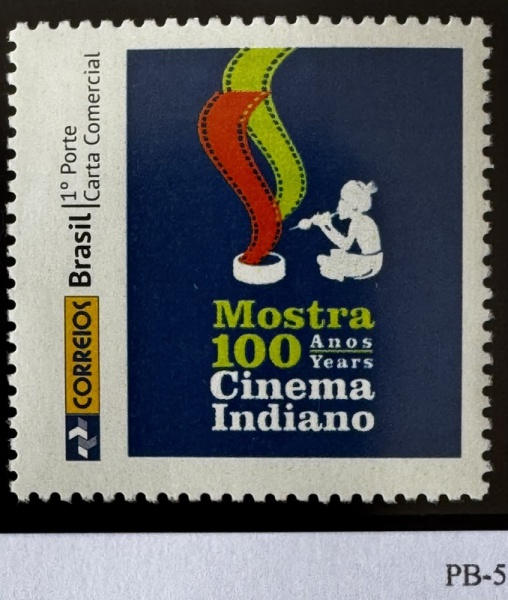 CORREIOS
Brasil
1º Porte
Carta Comercial
Mostra
100 Anos
Years
Cinema
Indiano
PB-5